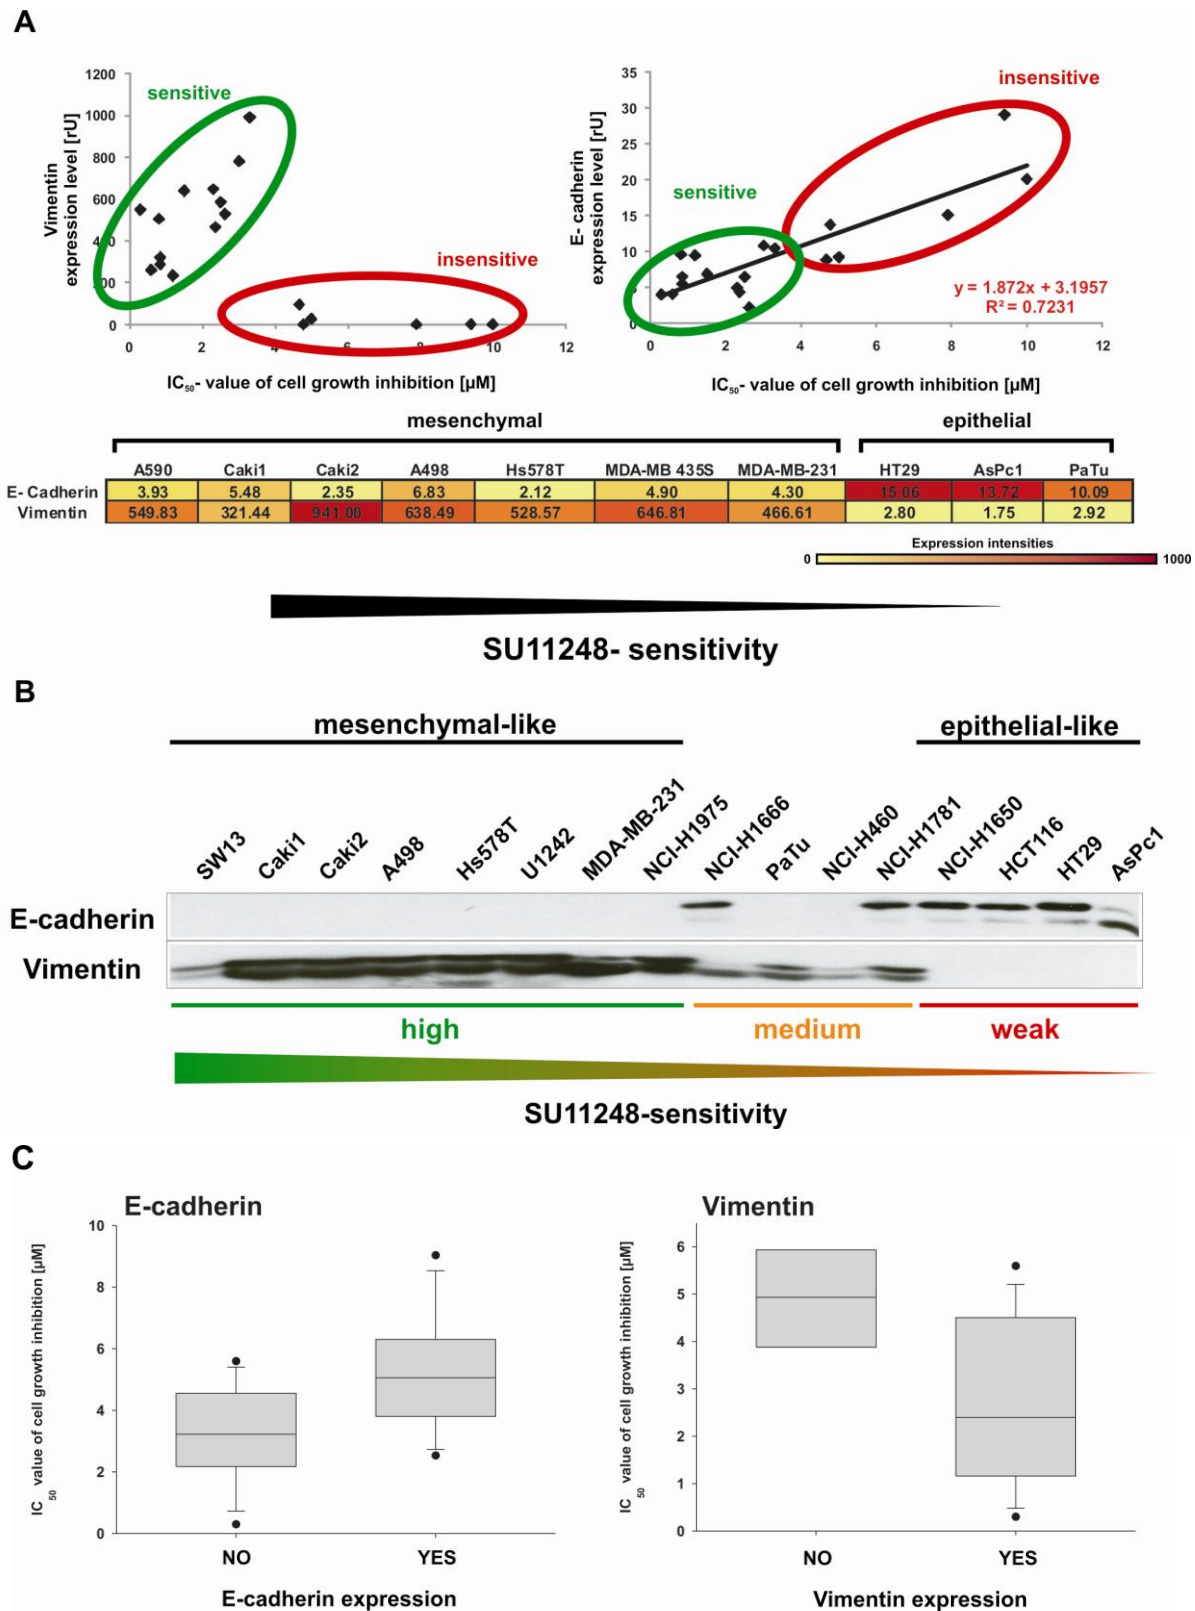 A
Vimentin
expression level [rU]
1200
1000
800
600
400
200
0
sensitive
insensitive
0 2 4 6 8 10 12
IC50- value of cell growth inhibition [µM]
E- cadherin
expression level [rU]
35
30
25
20
15
10
5
0
insensitive
sensitive
y = 1.872x + 3.1957
R² = 0.7231
0 2 4 6 8 10 12
IC50- value of cell growth inhibition [µM]
mesenchymal epithelial
A590 Caki1 Caki2 A498 Hs578T MDA-MB 435S MDA-MB-231 HT29 AsPc1 PaTu
E- Cadherin 3.93 5.48 2.35 6.83 2.12 4.90 4.30 15.06 13.72 10.09
Vimentin 549.83 321.44 941.00 638.49 528.57 646.81 466.61 2.80 1.75 2.92
Expression intensities
0 1000
SU11248- sensitivity
B
mesenchymal-like epithelial-like
SW13 Caki1 Caki2 A498 Hs578T U1242 MDA-MB-231 NCI-H1975 NCI-H1666 PaTu NCI-H460 NCI-H1781 NCI-H1650 HCT116 HT29 AsPc1
E-cadherin
Vimentin
high medium weak
SU11248-sensitivity
C
E-cadherin
IC50 value of cell growth inhibition [µM]
10
8
6
4
2
0
NO YES
E-cadherin expression
Vimentin
IC50 value of cell growth inhibition [µM]
6
5
4
3
2
1
0
NO YES
Vimentin expression